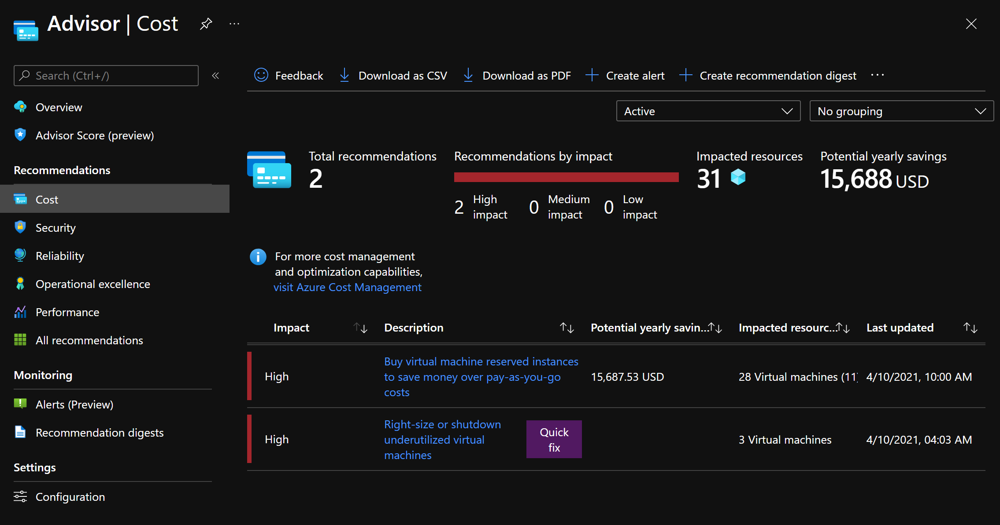 Advisor | Cost
Search (Ctrl+/)
Overview
Advisor Score (preview)
Recommendations
Cost
Security
Reliability
Operational excellence
Performance
All recommendations
Monitoring
Alerts (Preview)
Recommendation digests
Settings
Configuration
Feedback
Download as CSV
Download as PDF
Create alert
Create recommendation digest
Active
No grouping
Total recommendations
2
Recommendations by impact
2 High impact
0 Medium impact
0 Low impact
Impacted resources
31
Potential yearly savings
15,688 USD
For more cost management
and optimization capabilities,
visit Azure Cost Management
Impact
Description
Potential yearly savin...
Impacted resourc...
Last updated
High
Buy virtual machine reserved instances
to save money over pay-as-you-go
costs
15,687.53 USD
28 Virtual machines (11)
4/10/2021, 10:00 AM
High
Right-size or shutdown
underutilized virtual
machines
Quick
fix
3 Virtual machines
4/10/2021, 04:03 AM